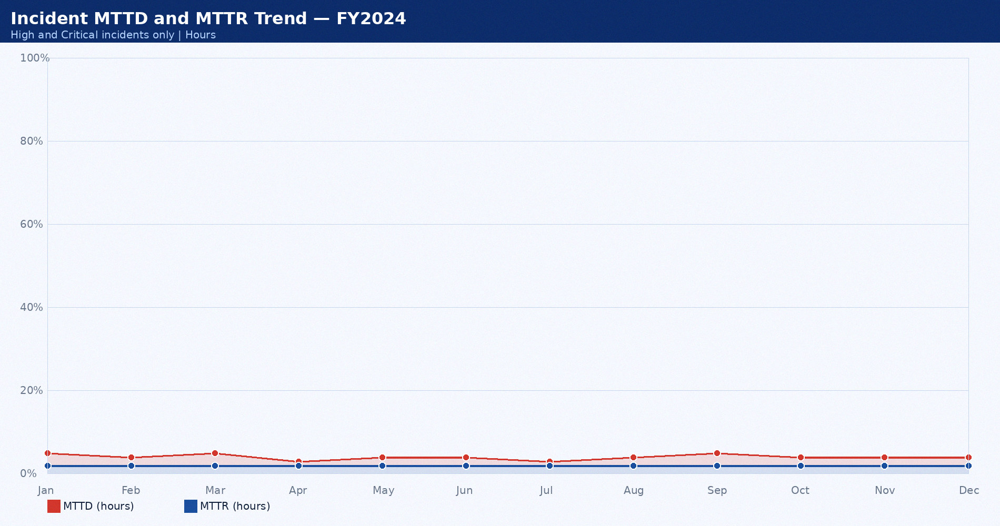 Incident MTTD and MTTR Trend — FY2024
High and Critical incidents only | Hours
100%
80%
60%
40%
20%
0%
Jan Feb Mar Apr May Jun Jul Aug Sep Oct Nov Dec
MTTD (hours) MTTR (hours)